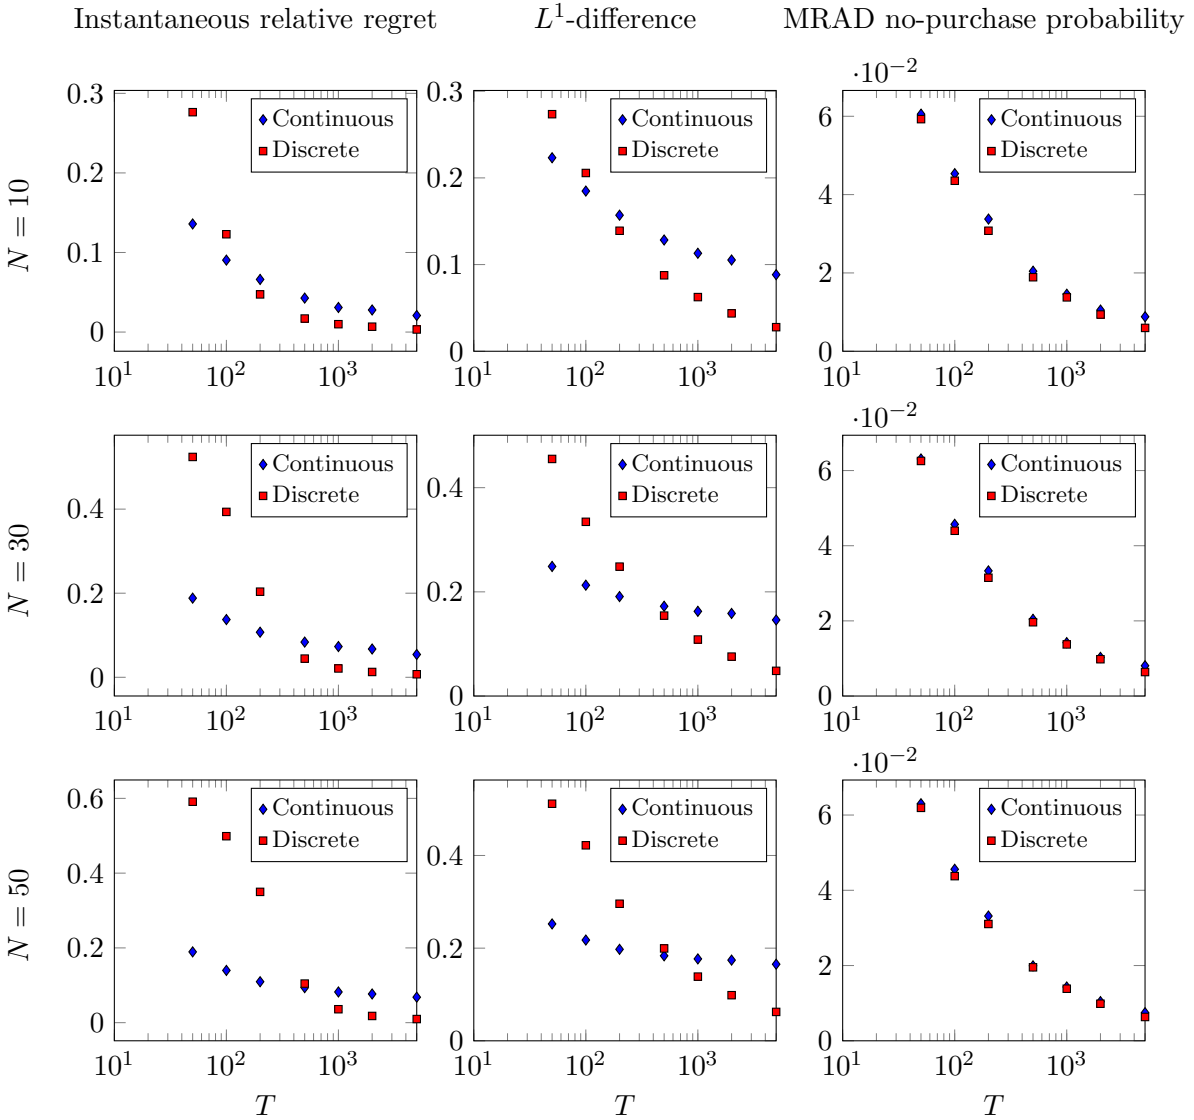 Instantaneous relative regret
L¹-difference
MRAD no-purchase probability
N = 10
0.3
0.2
0.1
0
10¹ 10² 10³
Continuous
Discrete
0.3
0.2
0.1
0
10¹ 10² 10³
Continuous
Discrete
·10⁻²
6
4
2
0
10¹ 10² 10³
Continuous
Discrete
N = 30
0.4
0.2
0
10¹ 10² 10³
Continuous
Discrete
0.4
0.2
0
10¹ 10² 10³
Continuous
Discrete
·10⁻²
6
4
2
0
10¹ 10² 10³
Continuous
Discrete
N = 50
0.6
0.4
0.2
0
10¹ 10² 10³
T
Continuous
Discrete
0.4
0.2
0
10¹ 10² 10³
T
Continuous
Discrete
·10⁻²
6
4
2
0
10¹ 10² 10³
T
Continuous
Discrete